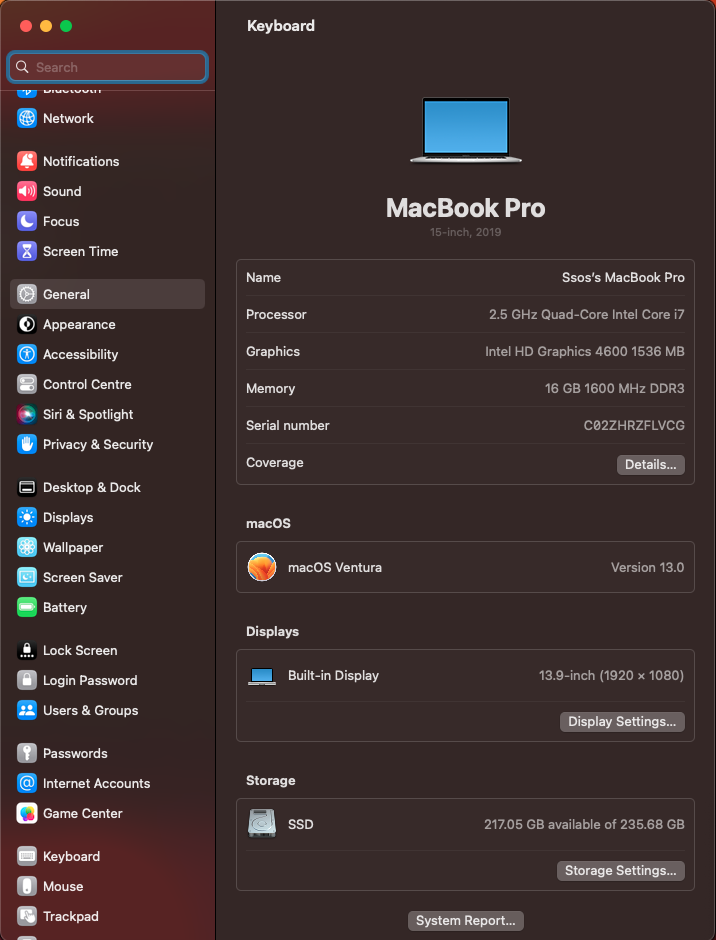 Keyboard
Search
Bluetooth
Network
Notifications
Sound
Focus
Screen Time
General
Appearance
Accessibility
Control Centre
Siri & Spotlight
Privacy & Security
Desktop & Dock
Displays
Wallpaper
Screen Saver
Battery
Lock Screen
Login Password
Users & Groups
Passwords
Internet Accounts
Game Center
Keyboard
Mouse
Trackpad
MacBook Pro
15-inch, 2019
Name Ssos's MacBook Pro
Processor 2.5 GHz Quad-Core Intel Core i7
Graphics Intel HD Graphics 4600 1536 MB
Memory 16 GB 1600 MHz DDR3
Serial number C02ZHRZFLVCG
Coverage Details...
macOS
macOS Ventura Version 13.0
Displays
Built-in Display 13.9-inch (1920 × 1080)
Display Settings...
Storage
SSD 217.05 GB available of 235.68 GB
Storage Settings...
System Report...